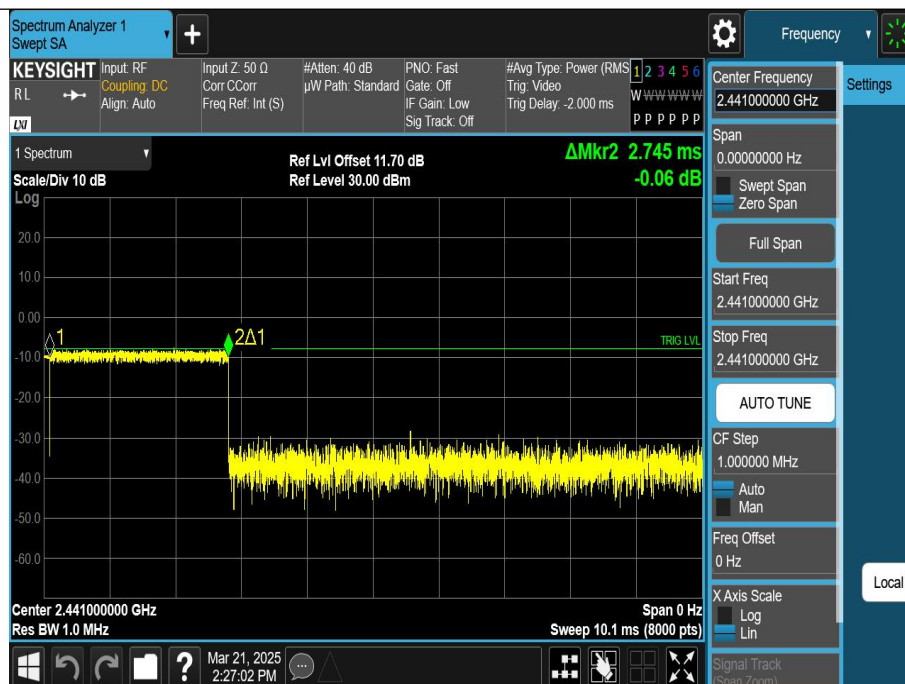 Spectrum Analyzer 1
Swept SA
+
Frequency
KEYSIGHT
RL
LXI
Input: RF
Coupling: DC
Align: Auto
Input Z: 50 Ω
Corr CCorr
Freq Ref: Int (S)
#Atten: 40 dB
µW Path: Standard
PNO: Fast
Gate: Off
IF Gain: Low
Sig Track: Off
#Avg Type: Power (RMS
Trig: Video
Trig Delay: -2.000 ms
1 2 3 4 5 6
W W W W W W
P P P P P P
1 Spectrum
Scale/Div 10 dB
Log
Ref Lvl Offset 11.70 dB
Ref Level 30.00 dBm
ΔMkr2 2.745 ms
-0.06 dB
20.0
10.0
0.00
-10.0
-20.0
-30.0
-40.0
-50.0
-60.0
1
2Δ1
TRIG LVL
Center 2.441000000 GHz
Res BW 1.0 MHz
Span 0 Hz
Sweep 10.1 ms (8000 pts)
?
Mar 21, 2025
2:27:02 PM
Center Frequency
2.441000000 GHz
Span
0.00000000 Hz
Swept Span
Zero Span
Full Span
Start Freq
2.441000000 GHz
Stop Freq
2.441000000 GHz
AUTO TUNE
CF Step
1.000000 MHz
Auto
Man
Freq Offset
0 Hz
X Axis Scale
Log
Lin
Signal Track
(Span Zoom)
Settings
Local